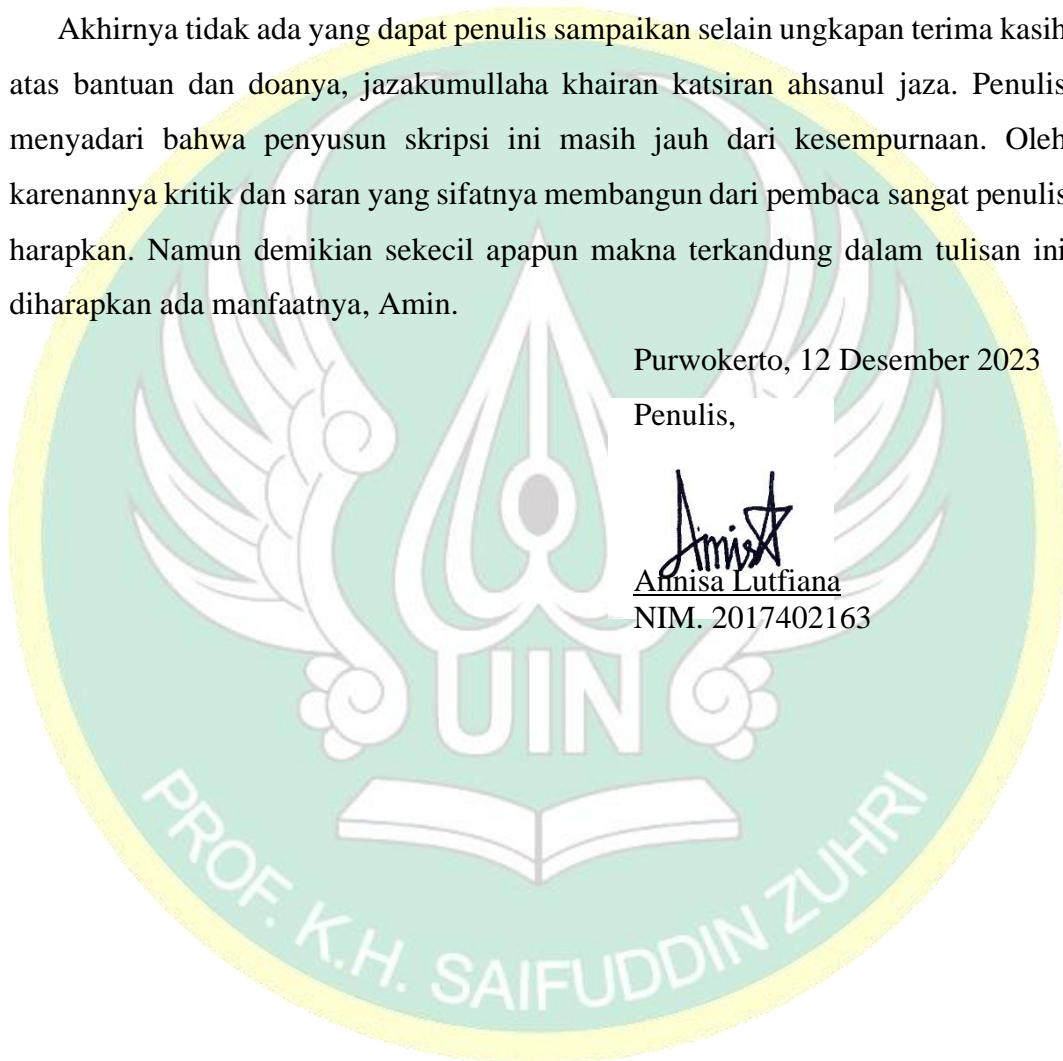 Akhirnya tidak ada yang dapat penulis sampaikan selain ungkapan terima kasih
atas bantuan dan doanya, jazakumullaha khairan katsiran ahsanul jaza. Penulis
menyadari bahwa penyusun skripsi ini masih jauh dari kesempurnaan. Oleh
karenannya kritik dan saran yang sifatnya membangun dari pembaca sangat penulis
harapkan. Namun demikian sekecil apapun makna terkandung dalam tulisan ini
diharapkan ada manfaatnya, Amin.
Purwokerto, 12 Desember 2023
Penulis,
Annisa Lutfiana
NIM. 2017402163
UIN
PROF. K.H. SAIFUDDIN ZUHRI